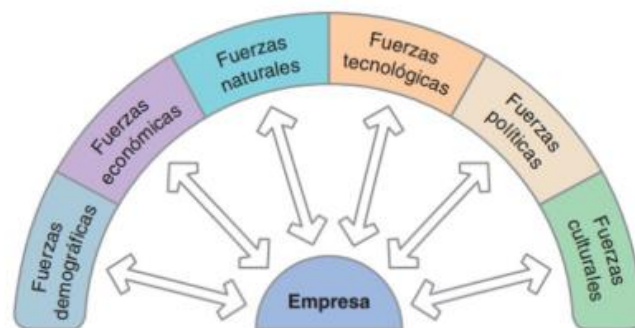 Fuerzas
demográficas
Fuerzas
económicas
Fuerzas
naturales
Fuerzas
tecnológicas
Fuerzas
políticas
Fuerzas
culturales
Empresa